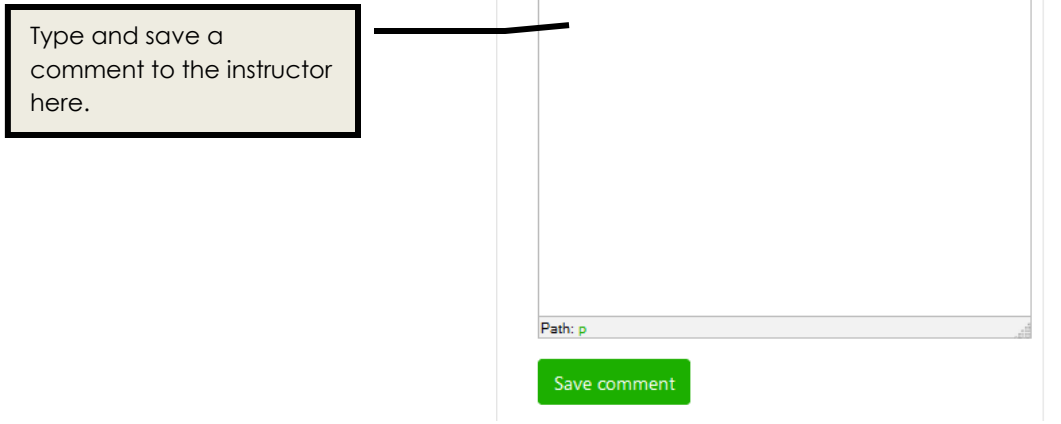 Type and save a
comment to the instructor
here.
Path: p
Save comment